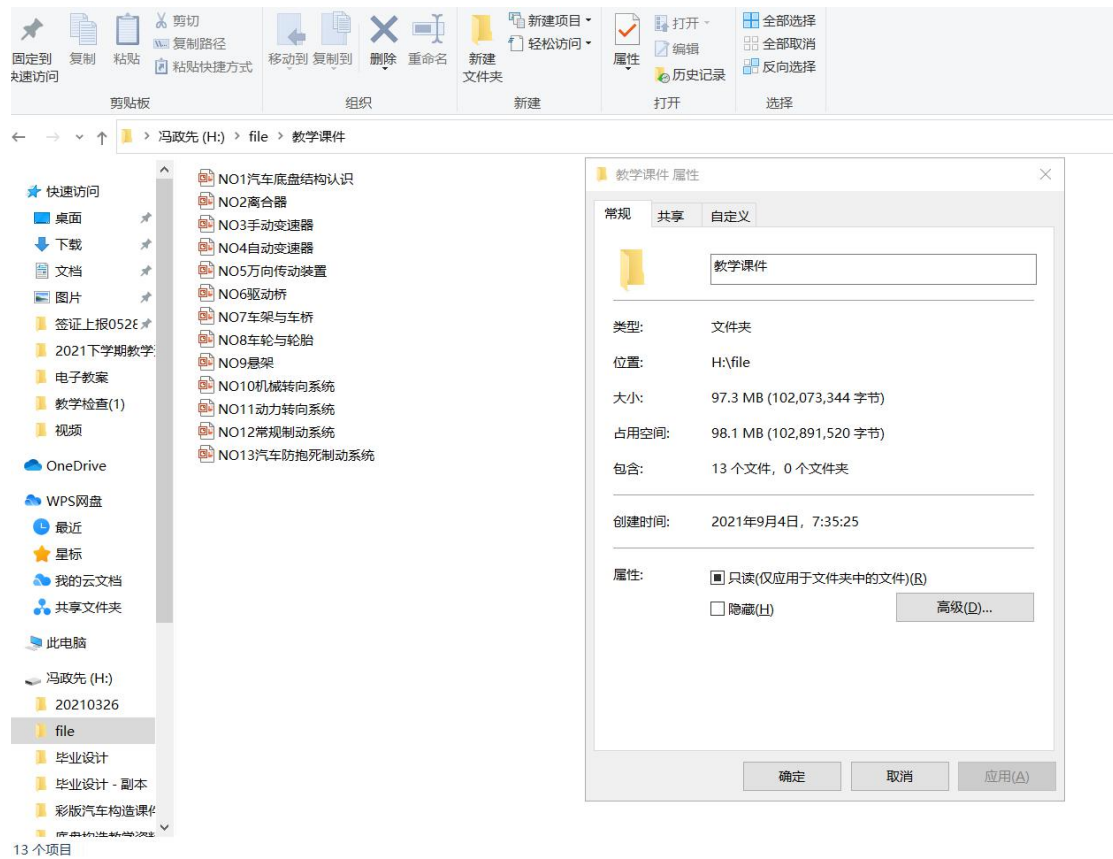 剪切
复制路径
粘贴快捷方式
固定到
快速访问
复制
粘贴
剪贴板
移动到
复制到
删除
重命名
组织
新建项目
轻松访问
新建
文件夹
新建
属性
打开
编辑
历史记录
打开
全部选择
全部取消
反向选择
选择
冯政先 (H:) › file › 教学课件
快速访问
桌面
下载
文档
图片
签证上报0528
2021下学期教学
电子教案
教学检查(1)
视频
OneDrive
WPS网盘
最近
星标
我的云文档
共享文件夹
此电脑
冯政先 (H:)
20210326
file
毕业设计
毕业设计 - 副本
彩版汽车构造课件
13 个项目
NO1汽车底盘结构认识
NO2离合器
NO3手动变速器
NO4自动变速器
NO5万向传动装置
NO6驱动桥
NO7车架与车桥
NO8车轮与轮胎
NO9悬架
NO10机械转向系统
NO11动力转向系统
NO12常规制动系统
NO13汽车防抱死制动系统
教学课件 属性
常规 共享 自定义
教学课件
类型: 文件夹
位置: H:\file
大小: 97.3 MB (102,073,344 字节)
占用空间: 98.1 MB (102,891,520 字节)
包含: 13 个文件，0 个文件夹
创建时间: 2021年9月4日，7:35:25
属性: 只读(仅应用于文件夹中的文件)(R)
隐藏(H)
高级(D)...
确定 取消 应用(A)